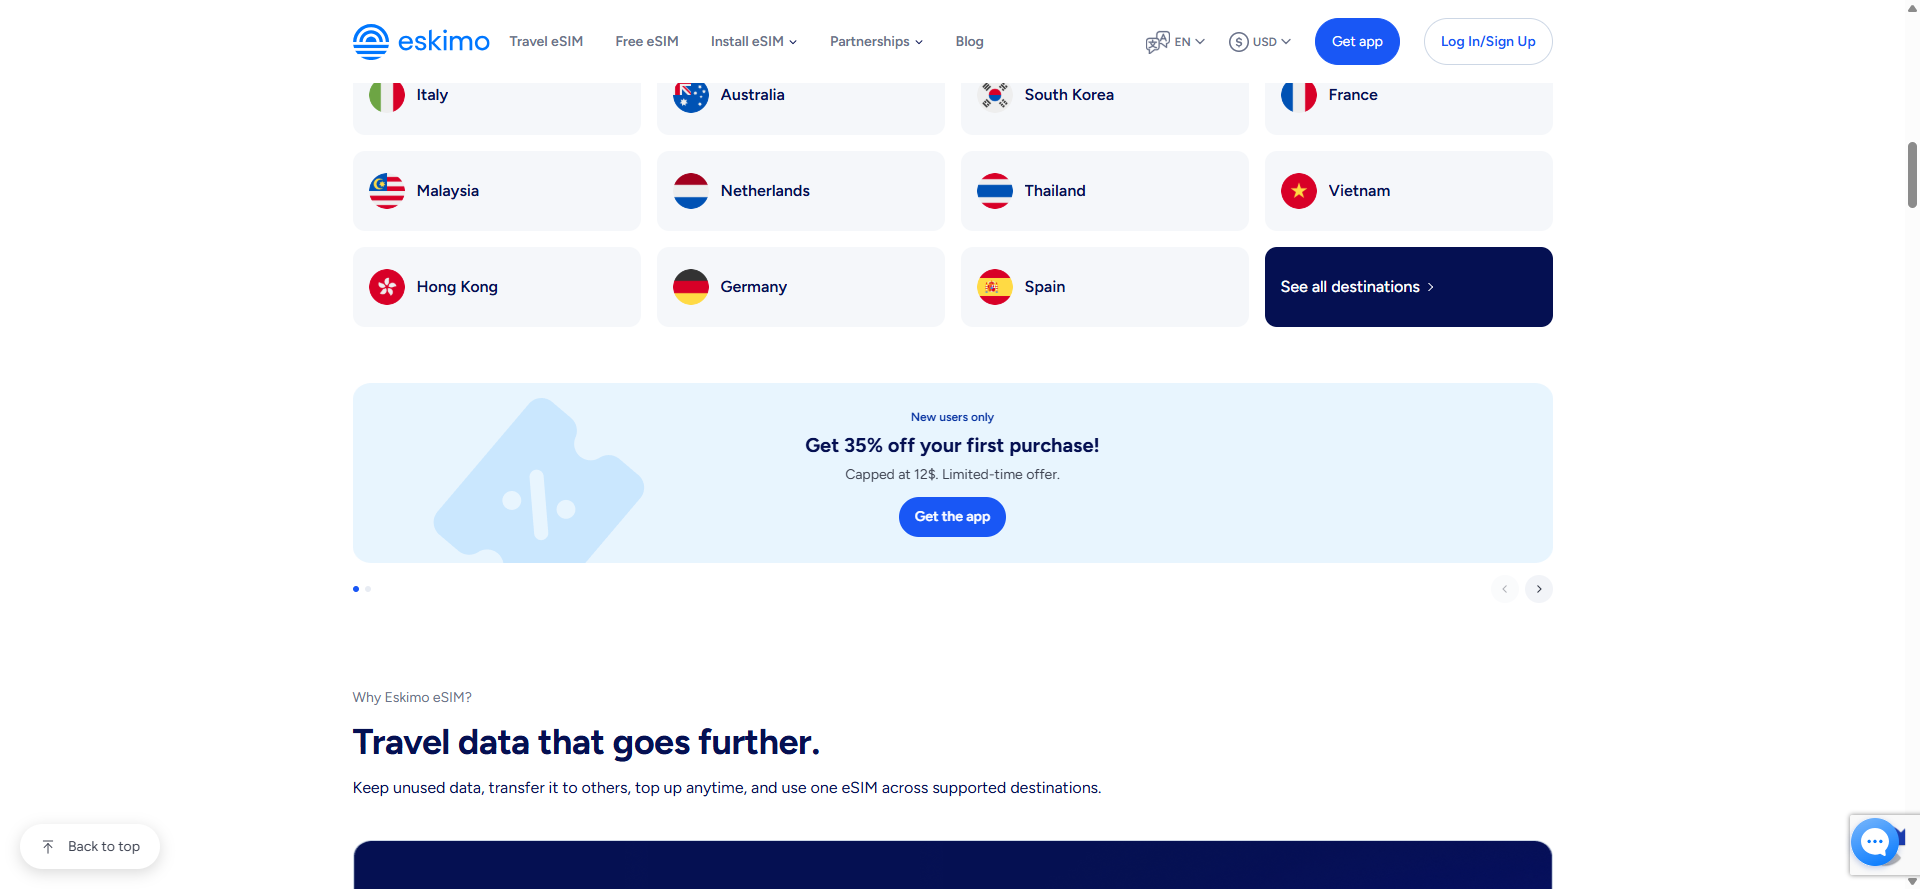 eskimo Travel eSIM Free eSIM Install eSIM Partnerships Blog EN USD Get app Log In/Sign Up
Italy Australia South Korea France
Malaysia Netherlands Thailand Vietnam
Hong Kong Germany Spain See all destinations
New users only
Get 35% off your first purchase!
Capped at 12$. Limited-time offer.
Get the app
Why Eskimo eSIM?
Travel data that goes further.
Keep unused data, transfer it to others, top up anytime, and use one eSIM across supported destinations.
Back to top